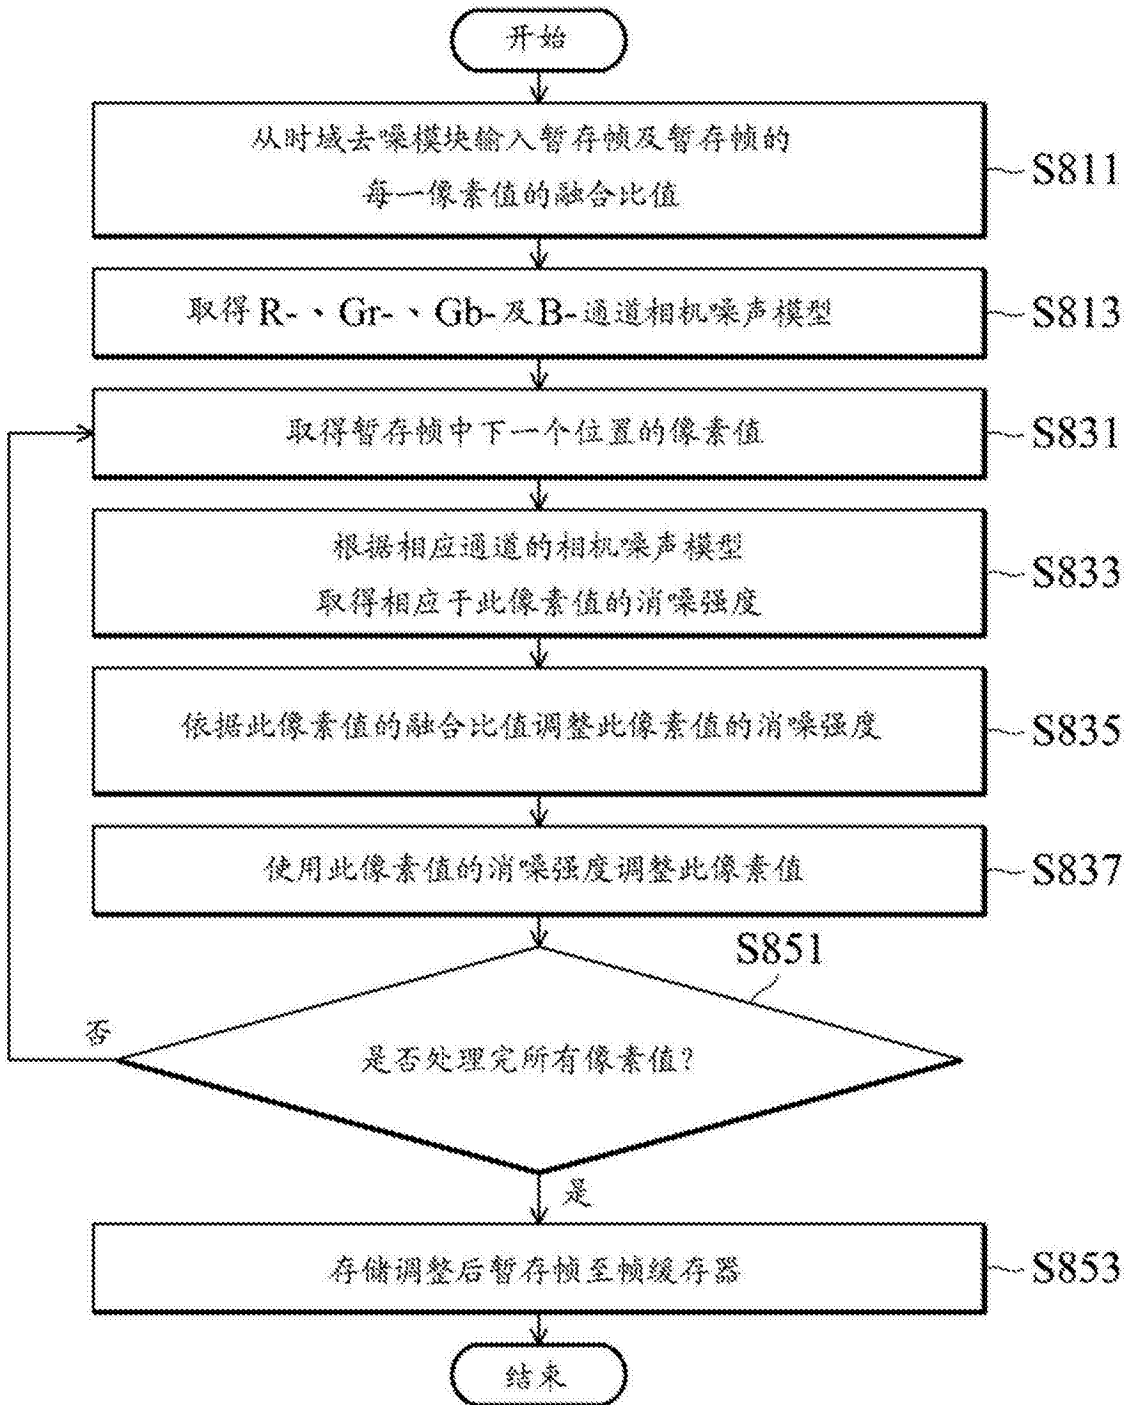 开始
从时域去噪模块输入暂存帧及暂存帧的
每一像素值的融合比值
S811
取得R-、Gr-、Gb-及B-通道相机噪声模型
S813
取得暂存帧中下一个位置的像素值
S831
根据相应通道的相机噪声模型
取得相应于此像素值的消噪强度
S833
依据此像素值的融合比值调整此像素值的消噪强度
S835
使用此像素值的消噪强度调整此像素值
S837
S851
否
是否处理完所有像素值?
是
存储调整后暂存帧至帧缓存器
S853
结束